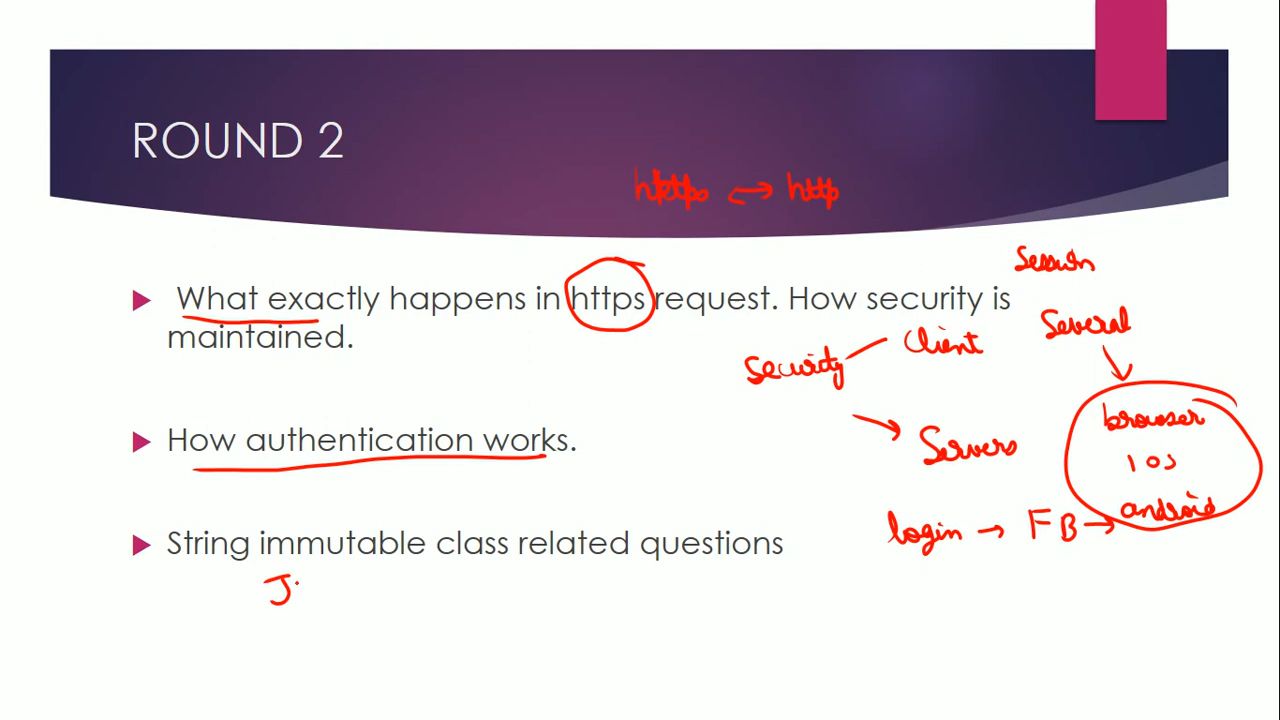 ROUND 2
https ↔ http
What exactly happens in https request. How security is
maintained.
Session
Several
Security
Client
Servers
browser
ios
android
How authentication works.
login → FB →
String immutable class related questions
J